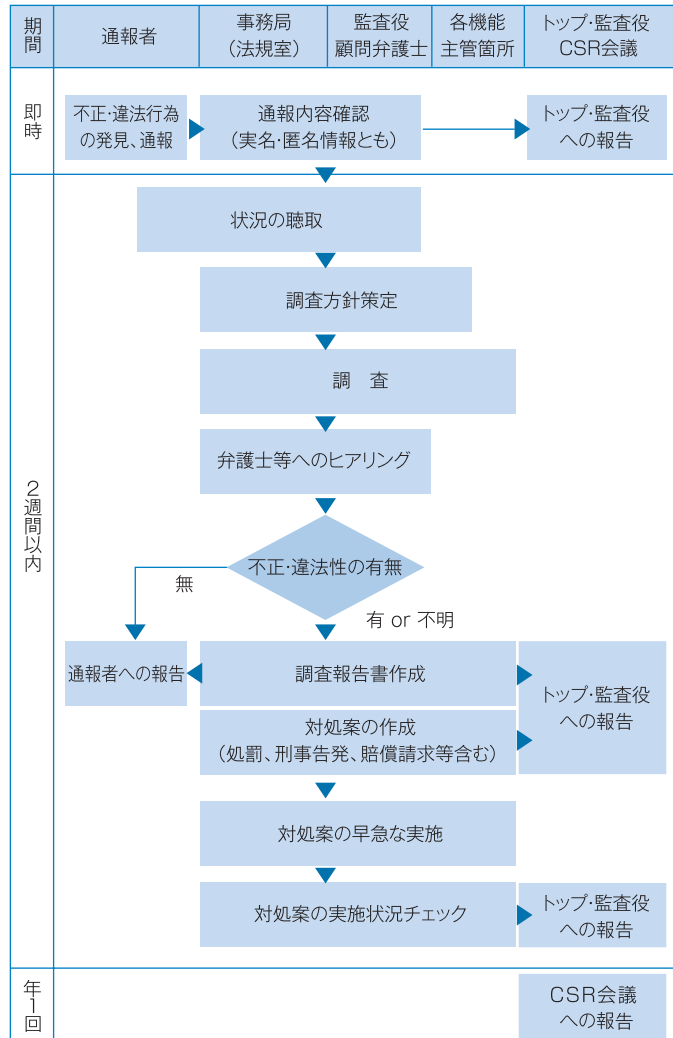 期間
通報者
事務局
(法規室)
監査役
顧問弁護士
各機能
主管箇所
トップ・監査役
CSR会議
即時
不正・違法行為
の発見、通報
通報内容確認
(実名・匿名情報とも)
トップ・監査役
への報告
2週間以内
状況の聴取
調査方針策定
調　査
弁護士等へのヒアリング
不正・違法性の有無
無
有 or 不明
通報者への報告
調査報告書作成
トップ・監査役
への報告
対処案の作成
(処罰、刑事告発、賠償請求等含む)
対処案の早急な実施
対処案の実施状況チェック
トップ・監査役
への報告
年1回
CSR会議
への報告